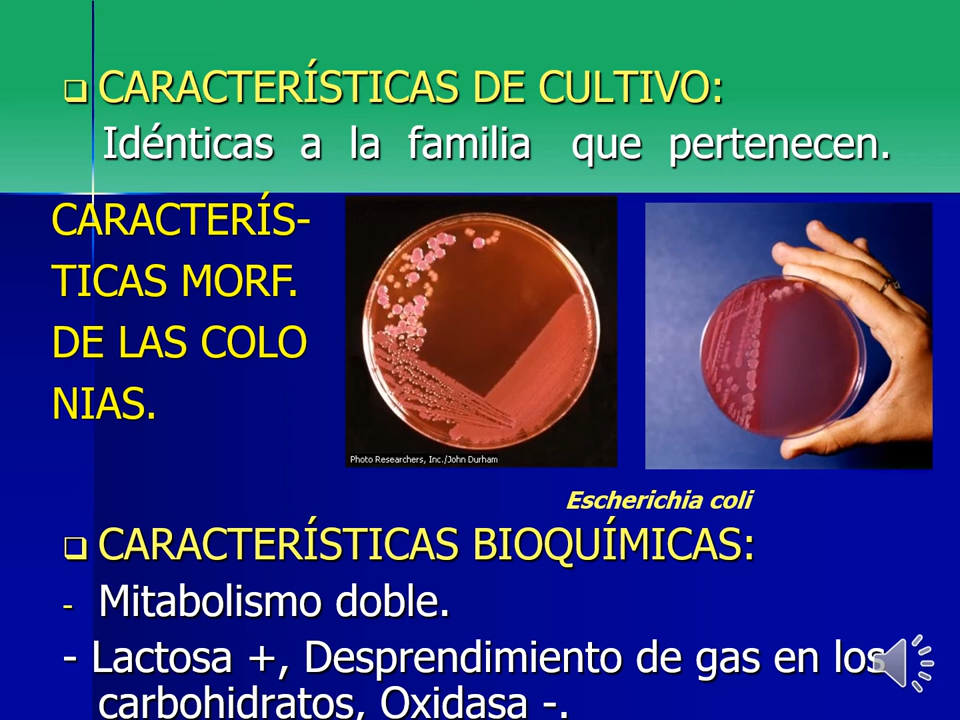 CARACTERÍSTICAS DE CULTIVO:
Idénticas a la familia que pertenecen.
CARACTERÍS-
TICAS MORF.
DE LAS COLO
NIAS.
Photo Researchers, Inc./John Durham
Escherichia coli
CARACTERÍSTICAS BIOQUÍMICAS:
- Mitabolismo doble.
- Lactosa +, Desprendimiento de gas en los
carbohidratos, Oxidasa -.